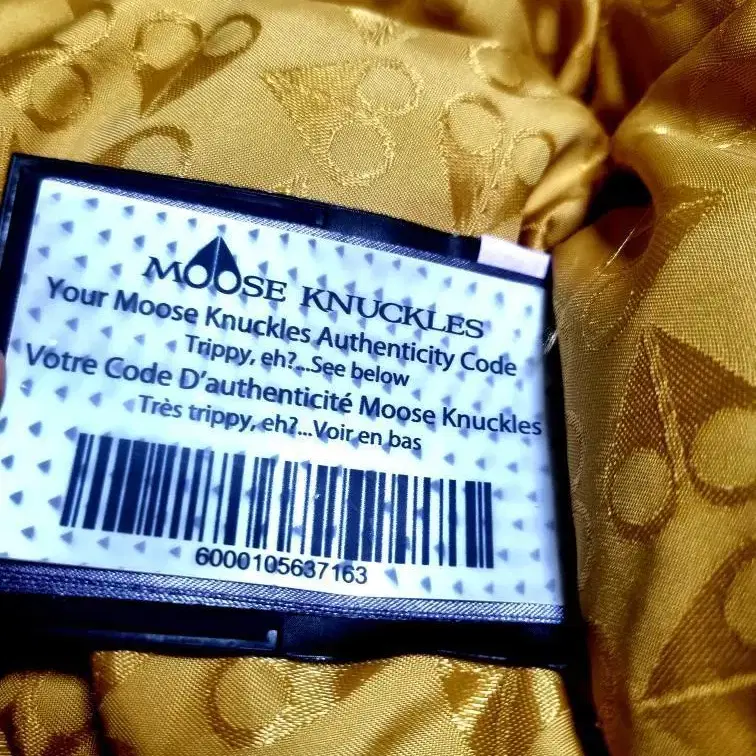 MOOSE KNUCKLES
Your Moose Knuckles Authenticity Code
Trippy, eh?...See below
Votre Code D'authenticité Moose Knuckles
Très trippy, eh?...Voir en bas
6000105637163